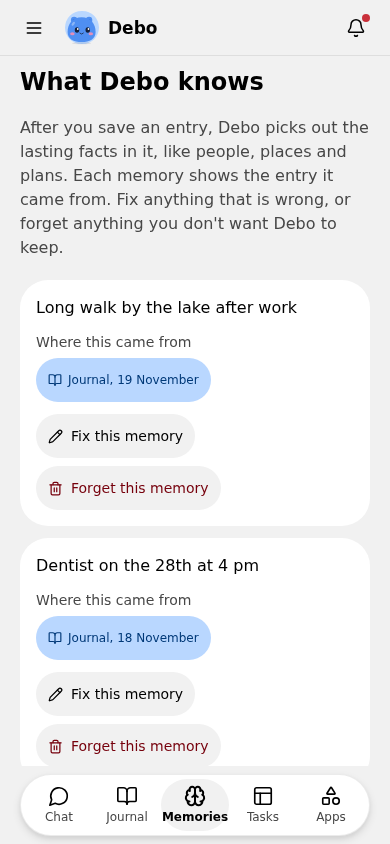 Debo
What Debo knows
After you save an entry, Debo picks out the
lasting facts in it, like people, places and
plans. Each memory shows the entry it
came from. Fix anything that is wrong, or
forget anything you don't want Debo to
keep.
Long walk by the lake after work
Where this came from
Journal, 19 November
Fix this memory
Forget this memory
Dentist on the 28th at 4 pm
Where this came from
Journal, 18 November
Fix this memory
Forget this memory
Chat Journal Memories Tasks Apps